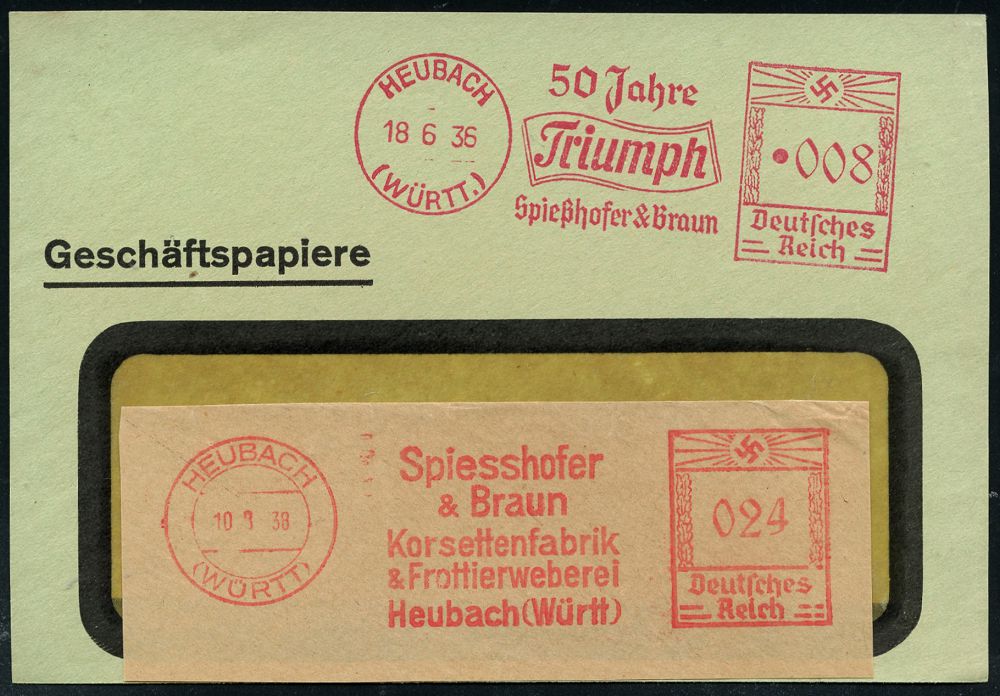 HEUBACH
18 6 36
(WÜRTT.)
50 Jahre
Triumph
Spießhofer & Braun
008
Deutsches
Reich
Geschäftspapiere
HEUBACH
10 38
(WÜRTT)
Spiesshofer
& Braun
Korsettenfabrik
& Frottierweberei
Heubach (Württ)
024
Deutsches
Reich